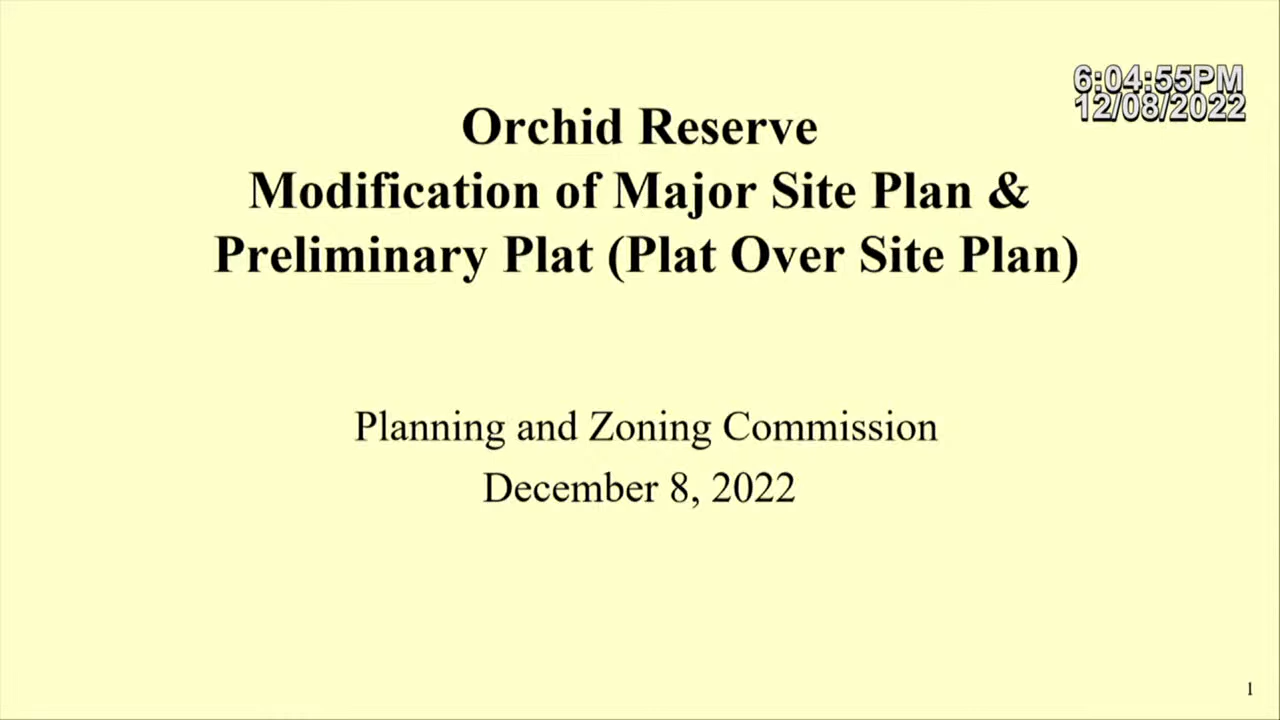 6:04:55PM
12/08/2022
Orchid Reserve
Modification of Major Site Plan &
Preliminary Plat (Plat Over Site Plan)
Planning and Zoning Commission
December 8, 2022
1